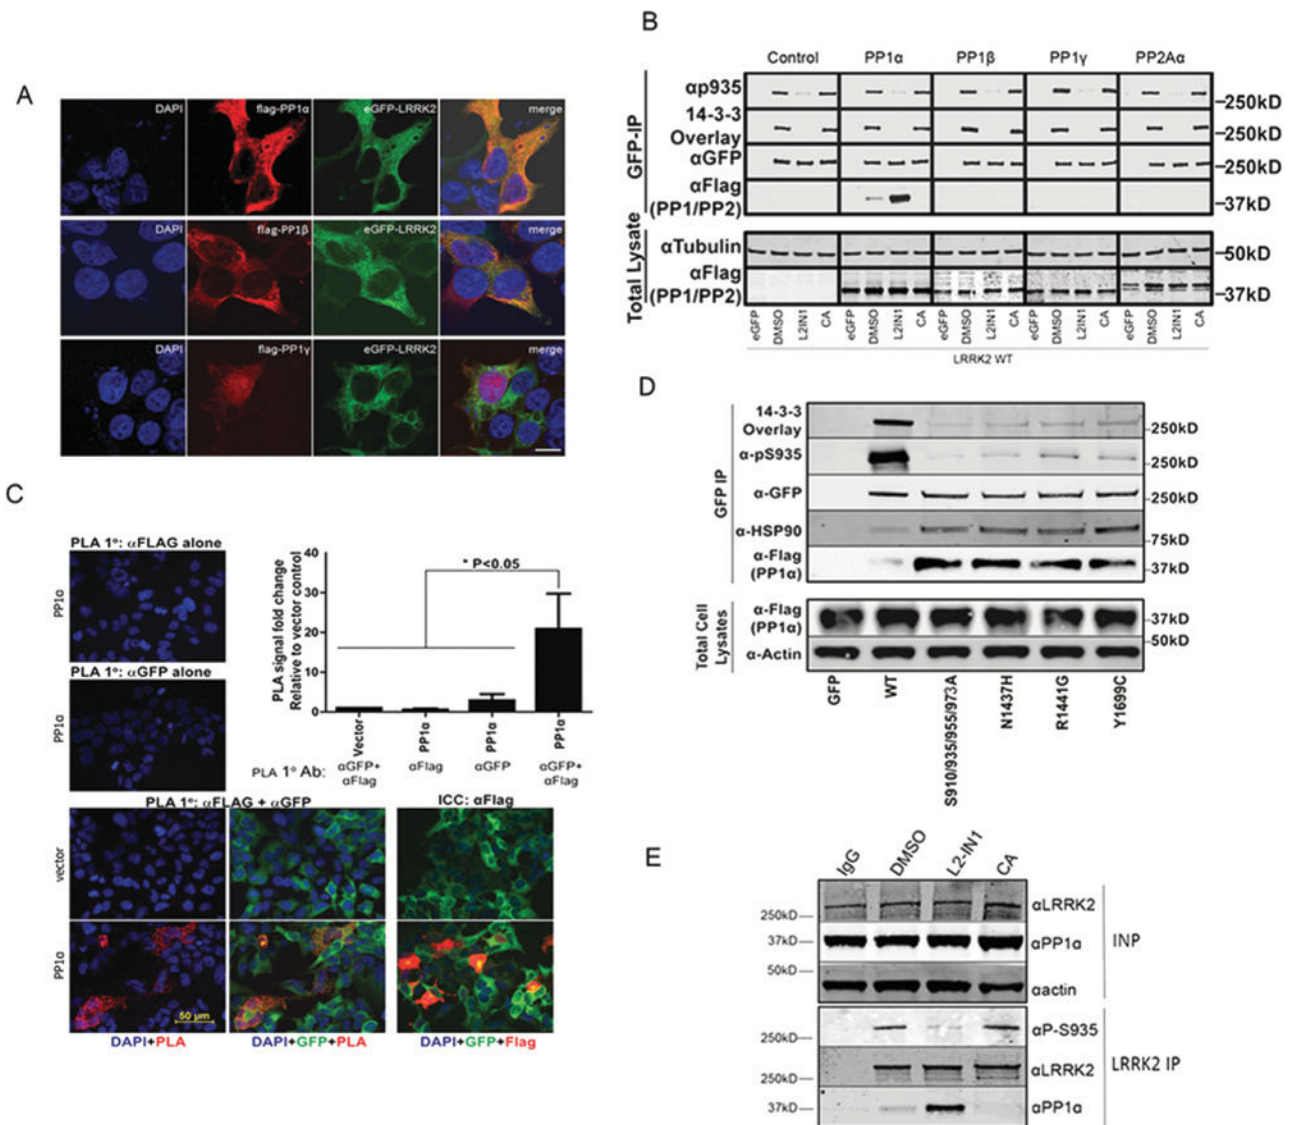 A
DAPI flag-PP1α eGFP-LRRK2 merge
DAPI flag-PP1β eGFP-LRRK2 merge
DAPI flag-PP1γ eGFP-LRRK2 merge
B
Control PP1α PP1β PP1γ PP2Aα
GFP-IP
αp935 –250kD
14-3-3
Overlay –250kD
αGFP –250kD
αFlag
(PP1/PP2) –37kD
Total Lysate
αTubulin –50kD
αFlag
(PP1/PP2) –37kD
eGFP DMSO L2IN1 CA eGFP DMSO L2IN1 CA eGFP DMSO L2IN1 CA eGFP DMSO L2IN1 CA eGFP DMSO L2IN1 CA
LRRK2 WT
C
PLA 1°: αFLAG alone
PP1α
PLA 1°: αGFP alone
PP1α
PLA signal fold change
Relative to vector control
40
30
20
10
0
* P<0.05
Vector PP1α PP1α PP1α
PLA 1° Ab: αGFP+ αFlag αGFP αGFP+
αFlag αFlag
PLA 1°: αFLAG + αGFP ICC: αFlag
vector
PP1α
50 µm
DAPI+PLA DAPI+GFP+PLA DAPI+GFP+Flag
D
GFP IP
14-3-3
Overlay -250kD
α-pS935 -250kD
α-GFP -250kD
α-HSP90 -75kD
α-Flag
(PP1α) -37kD
Total Cell
Lysates
α-Flag
(PP1α) -37kD
-50kD
α-Actin
GFP WT S910/935/955/973A N1437H R1441G Y1699C
E
IgG DMSO L2-IN1 CA
250kD— αLRRK2
37kD— αPP1α INP
50kD— αactin
250kD— αP-S935
250kD— αLRRK2 LRRK2 IP
37kD— αPP1α